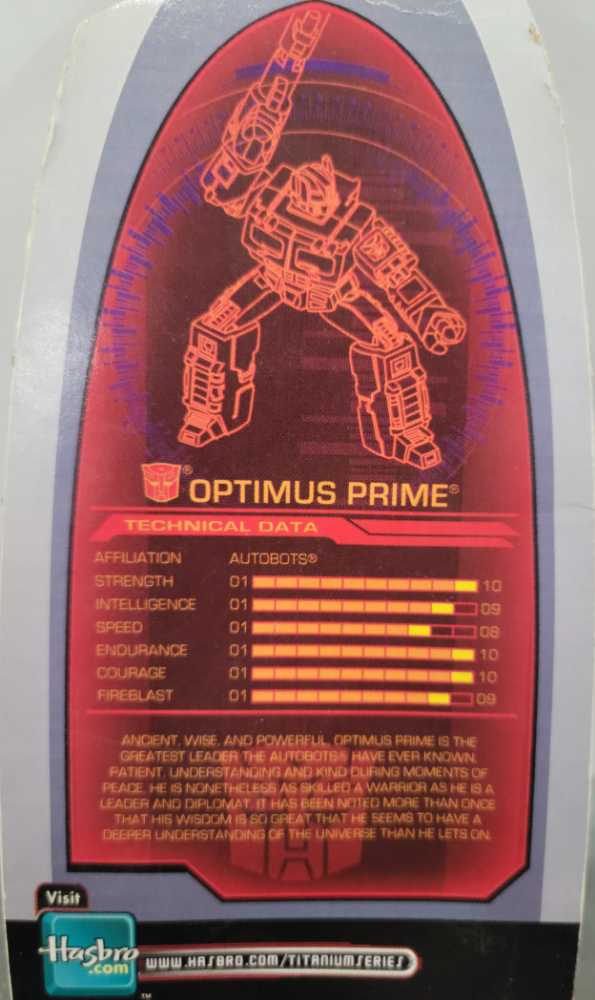 OPTIMUS PRIME®
TECHNICAL DATA
AFFILIATION AUTOBOTS®
STRENGTH 01 10
INTELLIGENCE 01 09
SPEED 01 08
ENDURANCE 01 10
COURAGE 01 10
FIREBLAST 01 09
ANCIENT, WISE, AND POWERFUL, OPTIMUS PRIME IS THE
GREATEST LEADER THE AUTOBOTS® HAVE EVER KNOWN.
PATIENT, UNDERSTANDING AND KIND DURING MOMENTS OF
PEACE, HE IS NONETHELESS AS SKILLED A WARRIOR AS HE IS A
LEADER AND DIPLOMAT. IT HAS BEEN NOTED MORE THAN ONCE
THAT HIS WISDOM IS SO GREAT THAT HE SEEMS TO HAVE A
DEEPER UNDERSTANDING OF THE UNIVERSE THAN HE LETS ON.
Visit
Hasbro
.com
™
WWW.HASBRO.COM/TITANIUMSERIES